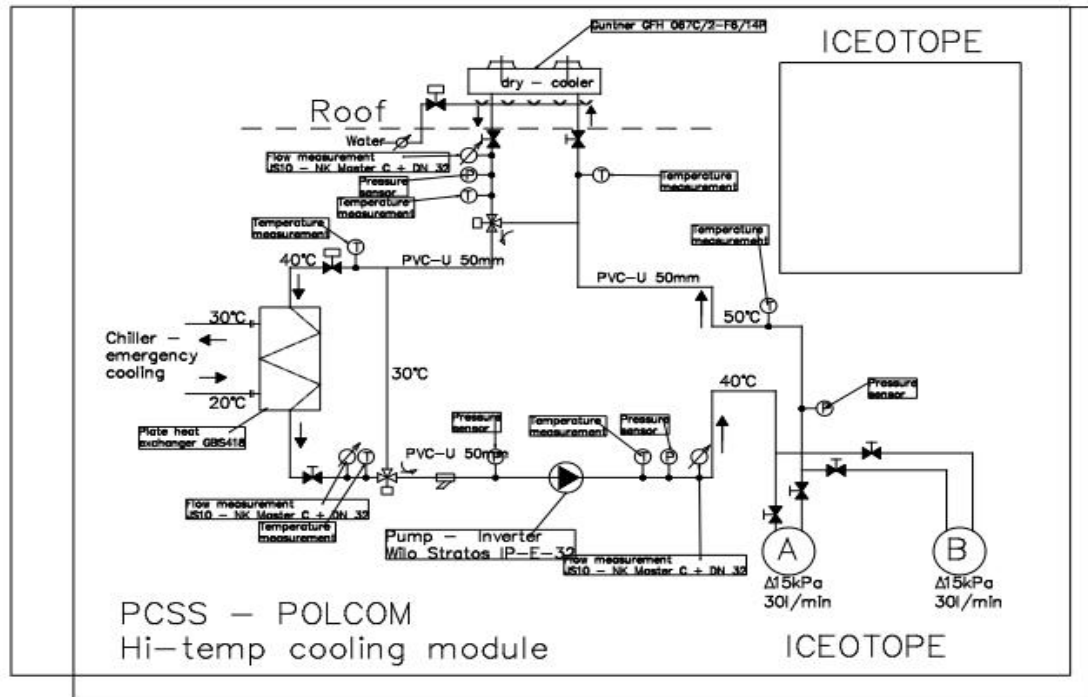 Guntner GFH 067C/2-F6/14P
ICEOTOPE
dry - cooler
Roof
Water
Flow measurement
JS10 - NK Master C + DN 32
Pressure
sensor
Temperature
measurement
Temperature
measurement
Temperature
measurement
Temperature
measurement
40°C
PVC-U 50mm
PVC-U 50mm
50°C
30°C
Chiller -
emergency
cooling
20°C
30°C
40°C
Plate heat
exchanger GBS418
Pressure
sensor
Pressure
sensor
Temperature
measurement
Pressure
sensor
PVC-U 50mm
Flow measurement
JS10 - NK Master C + DN 32
Temperature
measurement
Pump - Inverter
Wilo Stratos IP-E-32
Flow measurement
JS10 - NK Master C + DN 32
T
P
T
T
T
T
P
T
T
P
A
B
Δ15kPa
30l/min
Δ15kPa
30l/min
PCSS - POLCOM
Hi-temp cooling module
ICEOTOPE